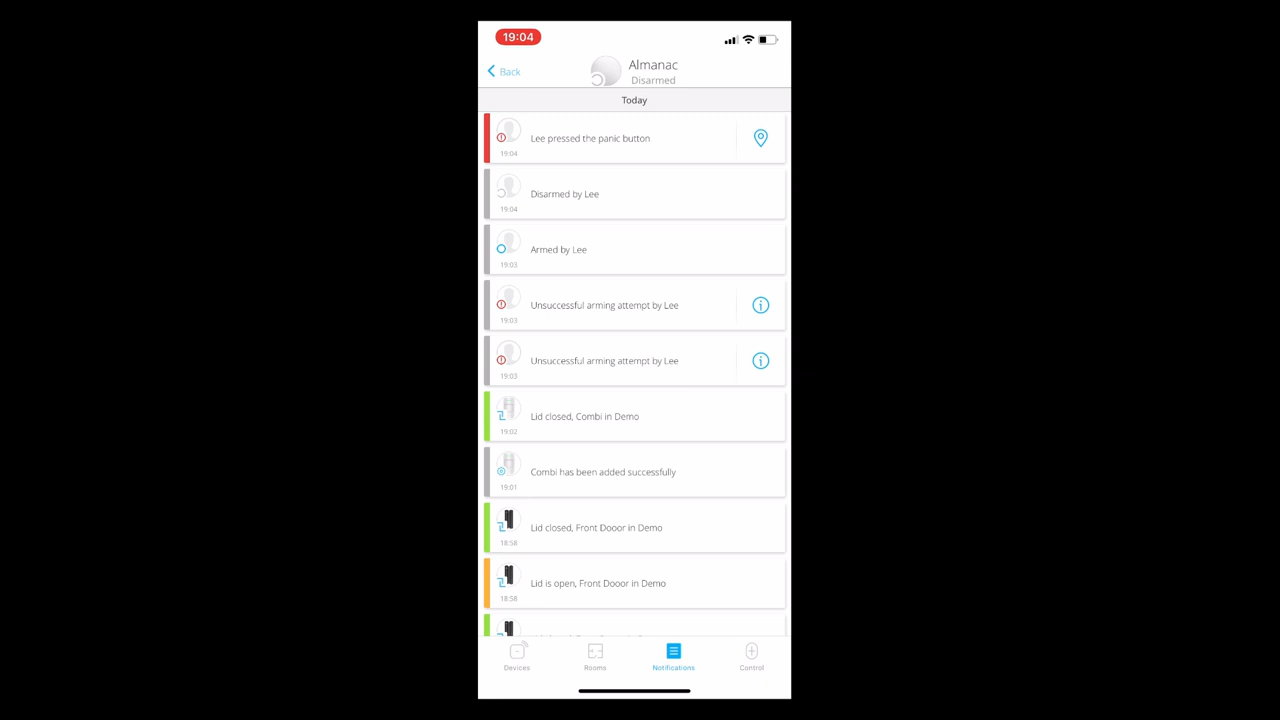 19:04
Back
Almanac
Disarmed
Today
Lee pressed the panic button
19:04
Disarmed by Lee
19:04
Armed by Lee
19:03
Unsuccessful arming attempt by Lee
19:03
Unsuccessful arming attempt by Lee
19:03
Lid closed, Combi in Demo
19:02
Combi has been added successfully
19:01
Lid closed, Front Dooor in Demo
18:58
Lid is open, Front Dooor in Demo
18:58
Devices
Rooms
Notifications
Control